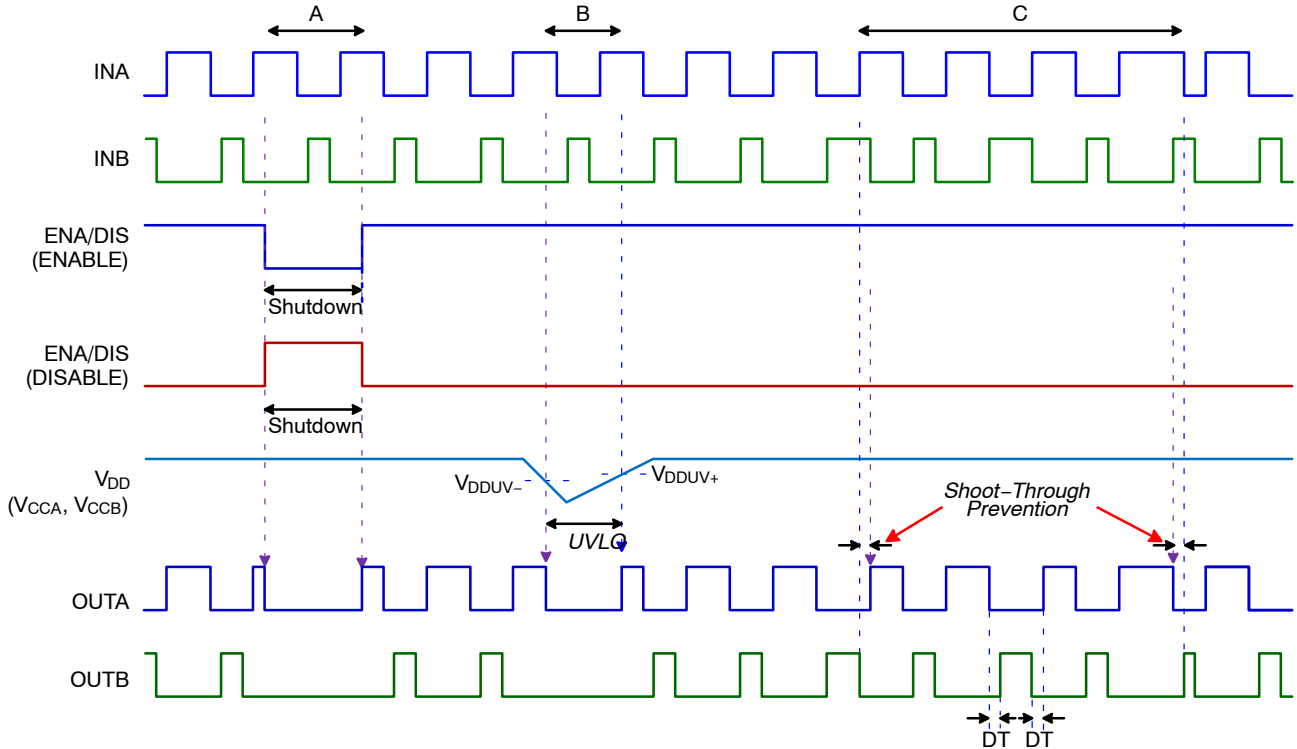 A
B
C
INA
INB
ENA/DIS
(ENABLE)
Shutdown
ENA/DIS
(DISABLE)
Shutdown
VDD
(VCCA, VCCB)
VDDUV−
VDDUV+
UVLO
Shoot−Through
Prevention
OUTA
OUTB
DT
DT